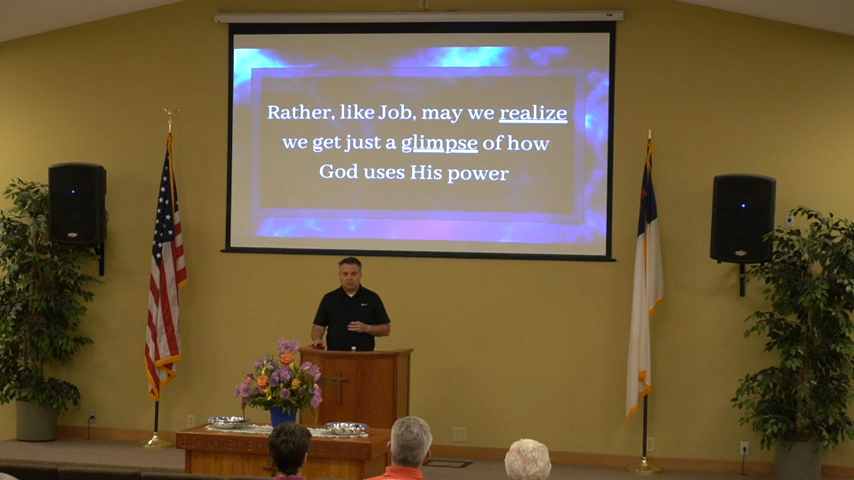 Rather, like Job, may we realize
we get just a glimpse of how
God uses His power